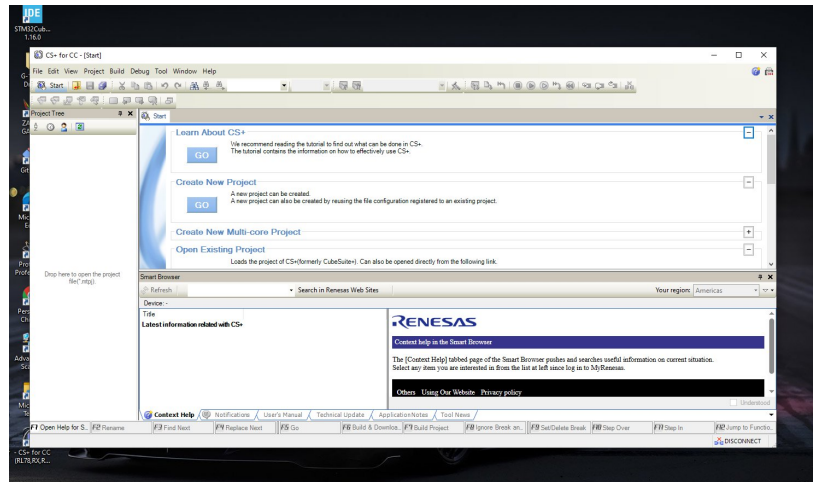 IDE
STM32Cub...
1.16.0
CS+ for CC - [Start]
File Edit View Project Build Debug Tool Window Help
Start
Project Tree
Start
Learn About CS+
GO
We recommend reading the tutorial to find out what can be done in CS+.
The tutorial contains the information on how to effectively use CS+.
Create New Project
GO
A new project can be created.
A new project can also be created by reusing the file configuration registered to an existing project.
Create New Multi-core Project
Open Existing Project
Loads the project of CS+(formerly CubeSuite+). Can also be opened directly from the following link.
Drop here to open the project
file(*.mtpj).
Smart Browser
Refresh
Search in Renesas Web Sites
Your region: Americas
Device: -
Title
Latest information related with CS+
RENESAS
Context help in the Smart Browser
The [Context Help] tabbed page of the Smart Browser pushes and searches useful information on current situation.
Select any item you are interested in from the list at left since log in to MyRenesas.
Others Using Our Website Privacy policy
Understood
Context Help Notifications User's Manual Technical Update Application Notes Tool News
F1 Open Help for S.. F2 Rename F3 Find Next F4 Replace Next F5 Go F6 Build & Downloa.. F7 Build Project F8 Ignore Break an.. F9 Set/Delete Break F10 Step Over F11 Step In F12 Jump to Functio..
DISCONNECT
CS+ for CC
(RL78,RX,R...